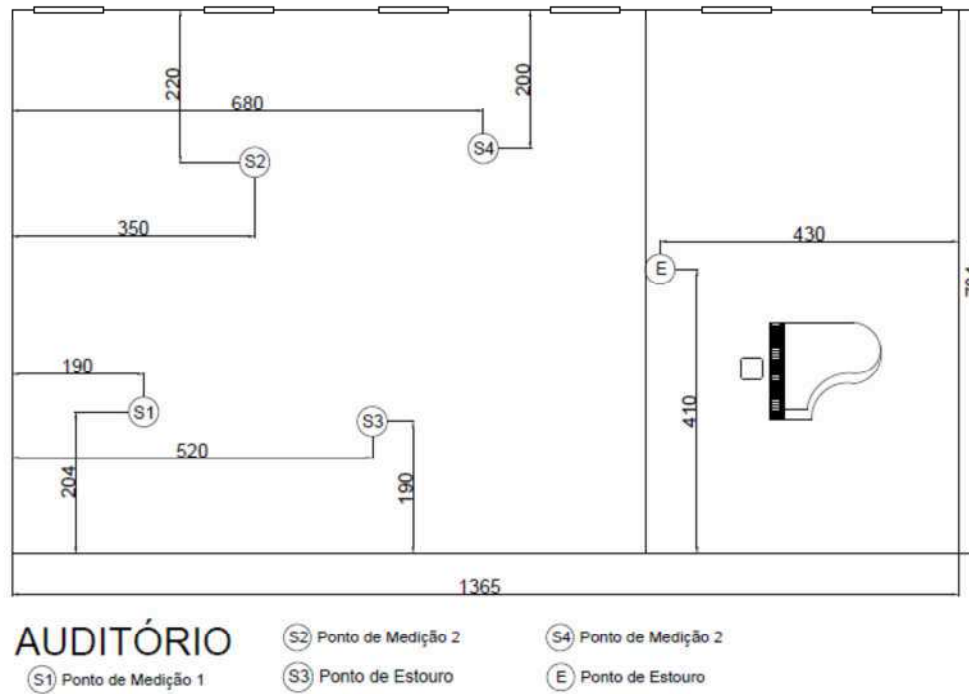 220
200
680
S2
S4
350
430
E
190
S1
S3
410
520
204
190
1365
AUDITÓRIO
S2 Ponto de Medição 2
S4 Ponto de Medição 2
S1 Ponto de Medição 1
S3 Ponto de Estouro
E Ponto de Estouro